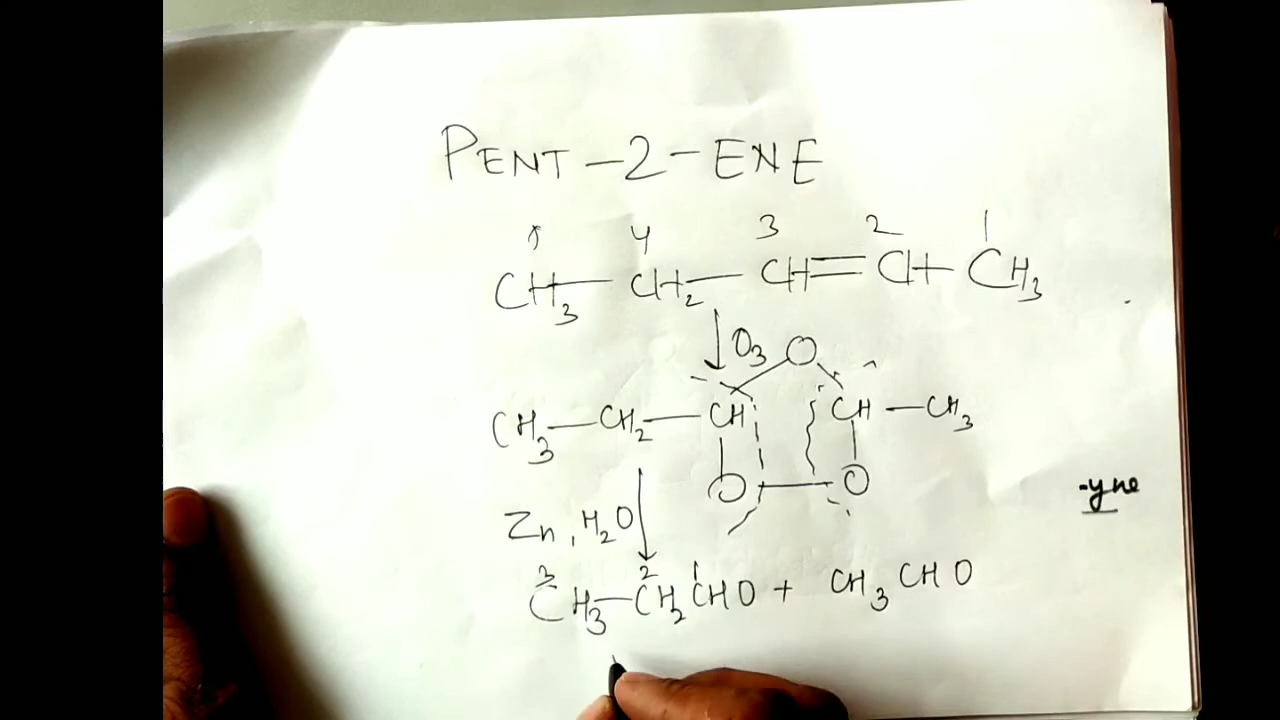 PENT-2-ENE
5 4 3 2 1
CH3-CH2-CH=CH-CH3
O3
O
CH3-CH2-CH CH-CH3
O-O
-yne
Zn, H2O
3 2 1
CH3-CH2CHO + CH3CHO